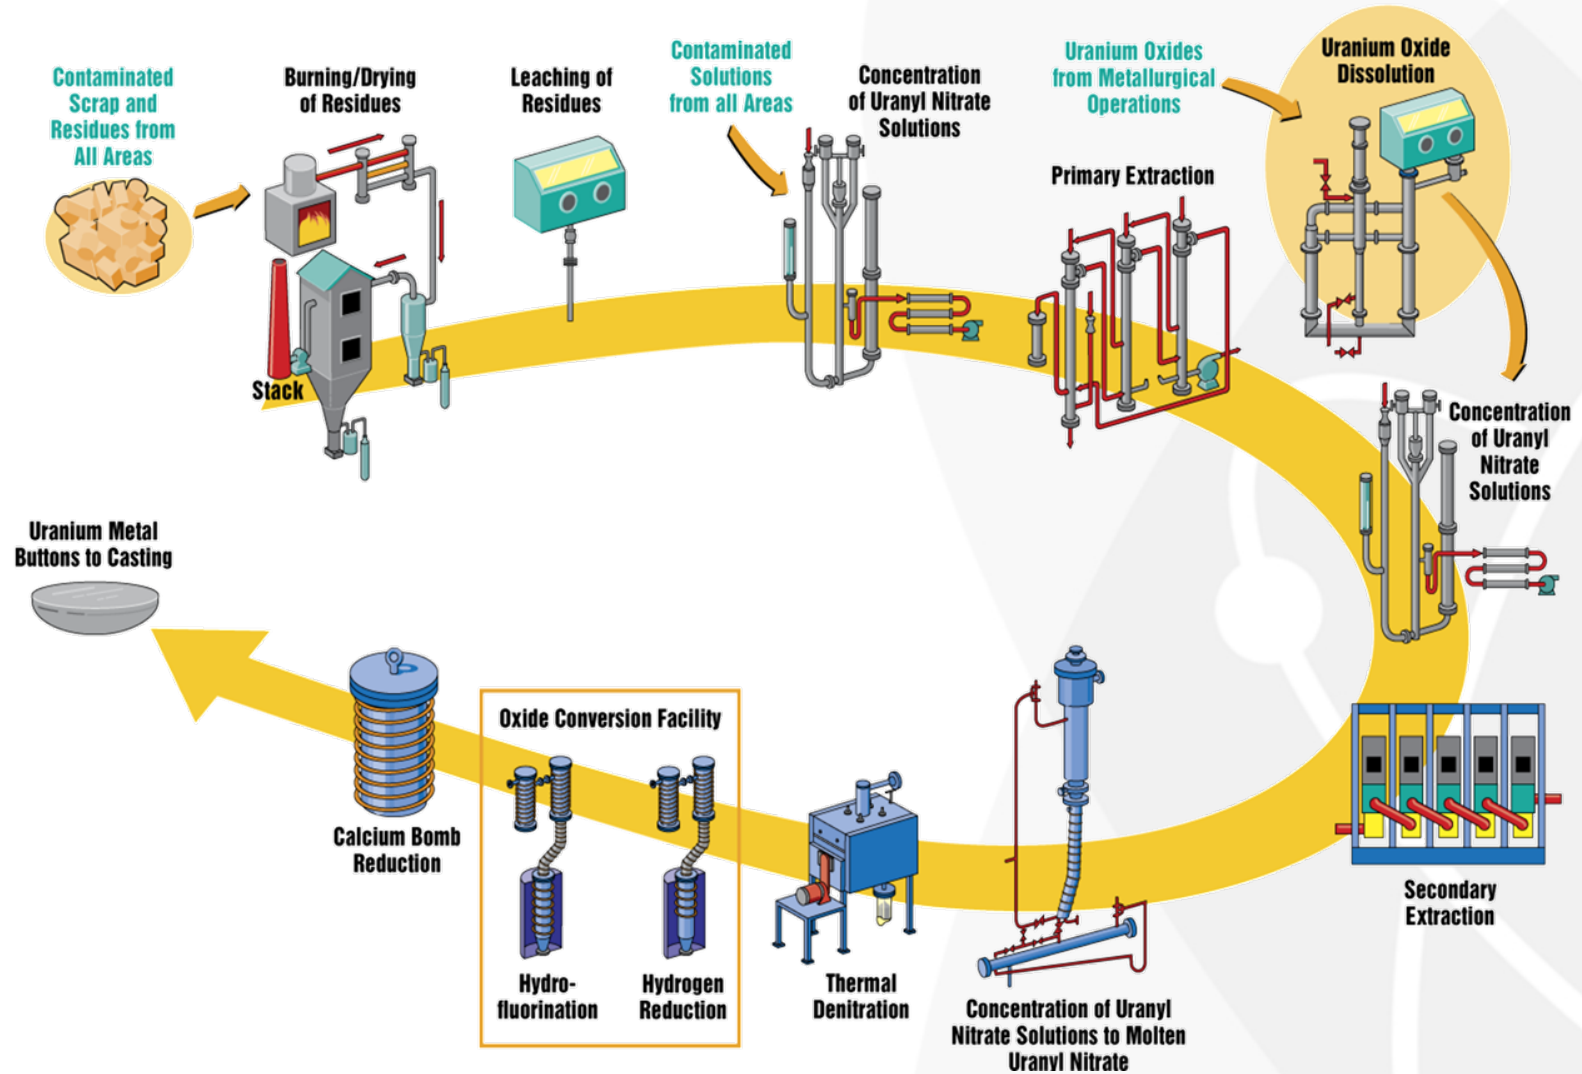 Contaminated
Scrap and
Residues from
All Areas
Burning/Drying
of Residues
Stack
Leaching of
Residues
Contaminated
Solutions
from all Areas
Concentration
of Uranyl Nitrate
Solutions
Primary Extraction
Uranium Oxides
from Metallurgical
Operations
Uranium Oxide
Dissolution
Concentration
of Uranyl
Nitrate
Solutions
Secondary
Extraction
Concentration of Uranyl
Nitrate Solutions to Molten
Uranyl Nitrate
Thermal
Denitration
Oxide Conversion Facility
Hydrogen
Reduction
Hydro-
fluorination
Calcium Bomb
Reduction
Uranium Metal
Buttons to Casting